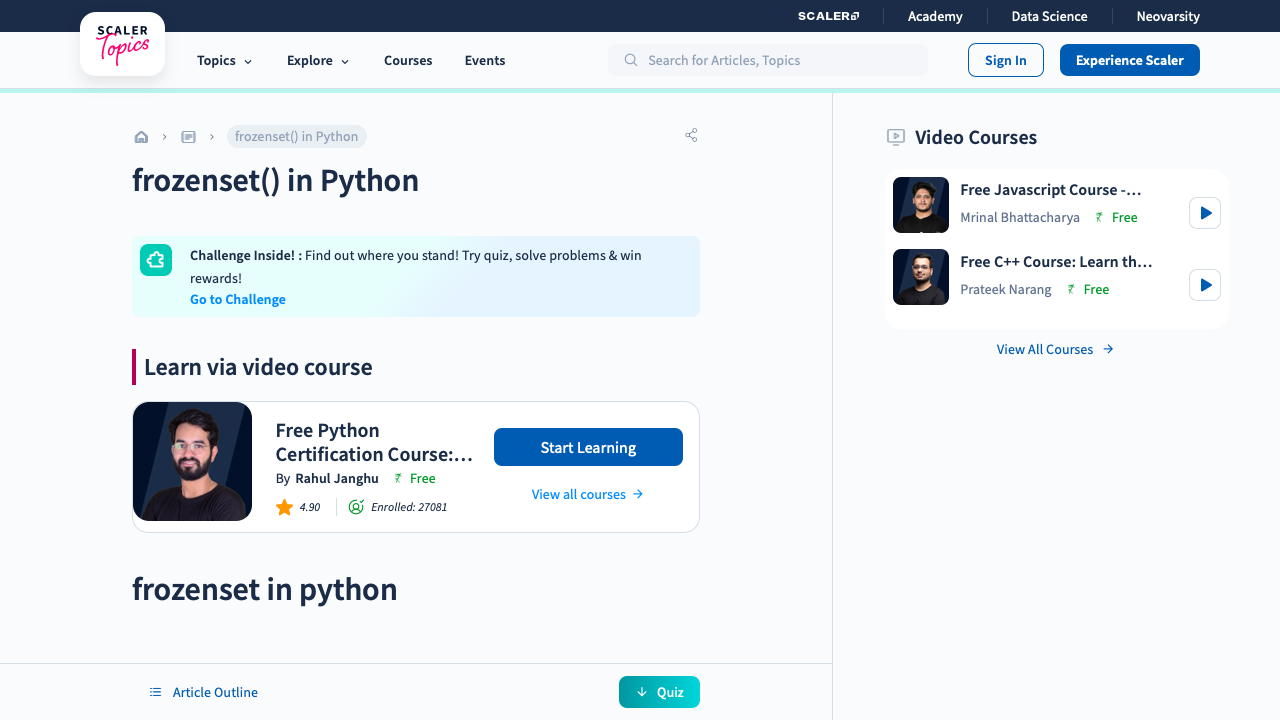 SCALER
Academy
Data Science
Neovarsity
SCALER
Topics
Topics
Explore
Courses
Events
Search for Articles, Topics
Sign In
Experience Scaler
frozenset() in Python
frozenset() in Python
Challenge Inside! : Find out where you stand! Try quiz, solve problems & win
rewards!
Go to Challenge
Learn via video course
Free Python
Certification Course:...
By Rahul Janghu Free
4.90 Enrolled: 27081
Start Learning
View all courses
frozenset in python
Article Outline
Quiz
Video Courses
Free Javascript Course -...
Mrinal Bhattacharya Free
Free C++ Course: Learn th...
Prateek Narang Free
View All Courses